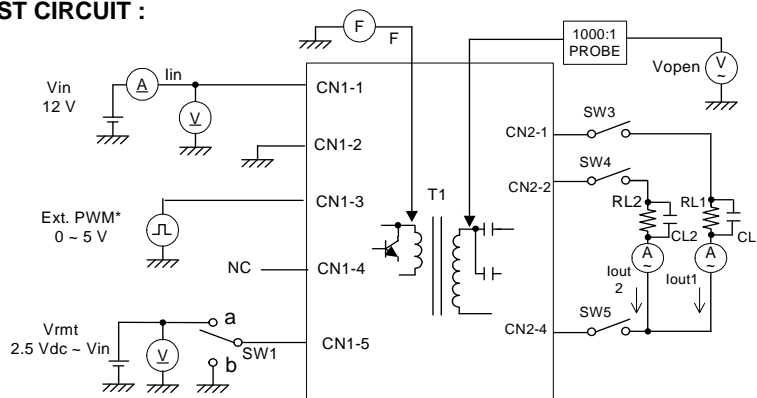 ST CIRCUIT :
F
F
1000:1
PROBE
Vopen
V
~
Vin
12 V
A
Iin
V
CN1-1
CN1-2
CN1-3
CN1-4
CN1-5
Ext. PWM*
0 ~ 5 V
NC
Vrmt
2.5 Vdc ~ Vin
V
a
b
SW1
T1
CN2-1
CN2-2
CN2-4
SW3
SW4
SW5
RL2
CL2
RL1
CL
A
~
A
~
Iout
2
Iout1